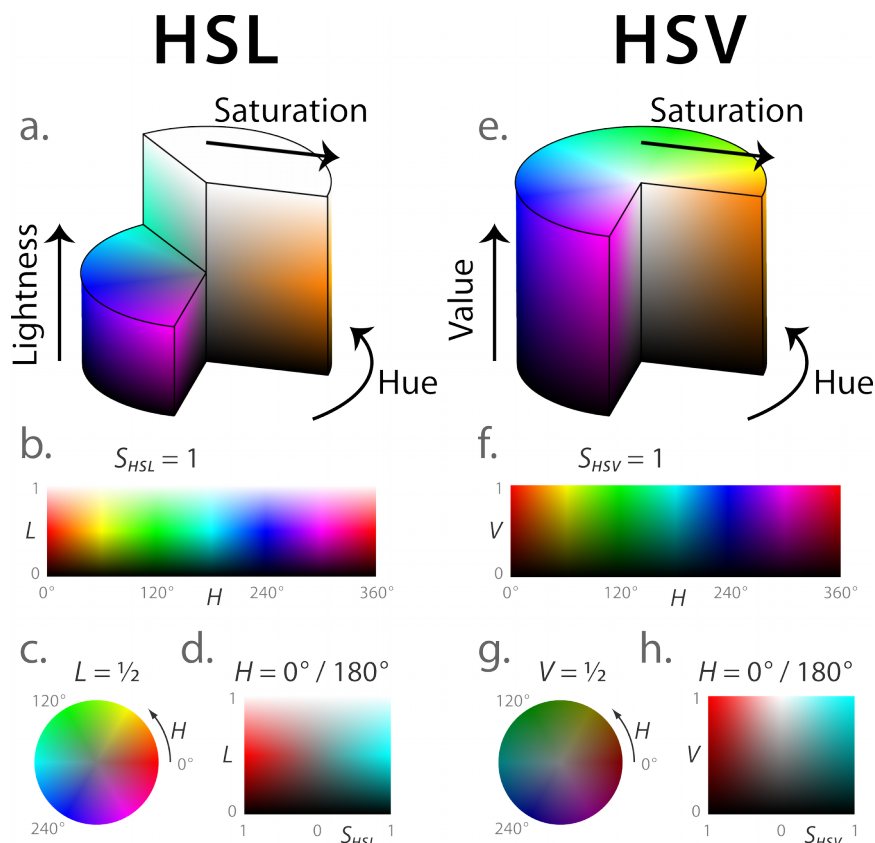 HSL
HSV
a.
Saturation
Lightness
Hue
e.
Saturation
Value
Hue
b.
S_HSL = 1
1
L
0
0° 120° 240° 360°
H
f.
S_HSV = 1
1
V
0
0° 120° 240° 360°
H
c.
L = ½
120°
H
0°
240°
d.
H = 0° / 180°
1
L
0
1 0 S_HSL 1
g.
V = ½
120°
H
0°
240°
h.
H = 0° / 180°
1
V
0
1 0 S_HSV 1